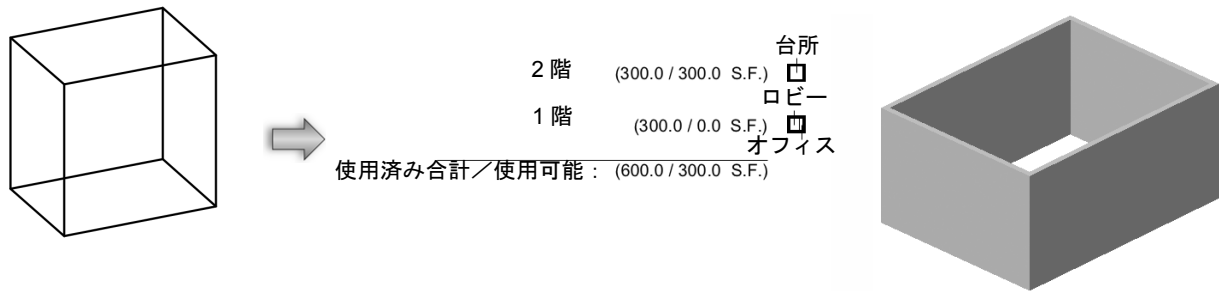 台所
2 階 (300.0 / 300.0 S.F.)
ロビー
1 階 (300.0 / 0.0 S.F.)
オフィス
使用済み合計／使用可能 : (600.0 / 300.0 S.F.)